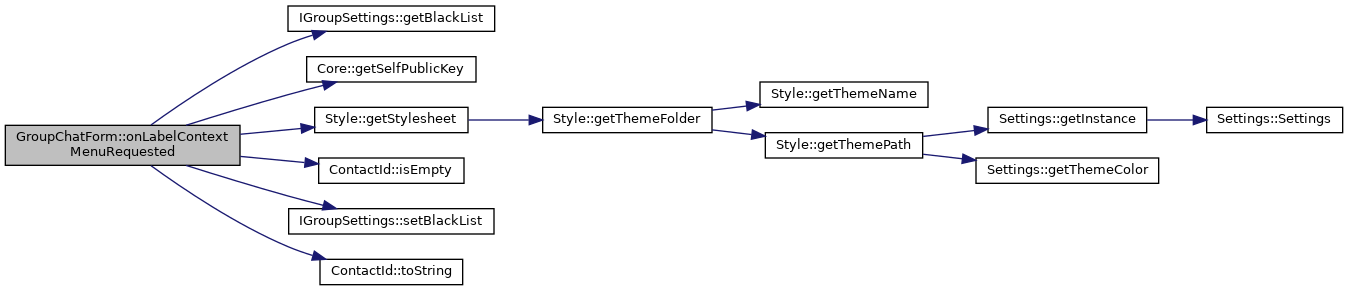 IGroupSettings::getBlackList
Core::getSelfPublicKey
Style::getThemeName
Style::getStylesheet
Style::getThemeFolder
Settings::getInstance
Settings::Settings
GroupChatForm::onLabelContext
MenuRequested
Style::getThemePath
ContactId::isEmpty
Settings::getThemeColor
IGroupSettings::setBlackList
ContactId::toString